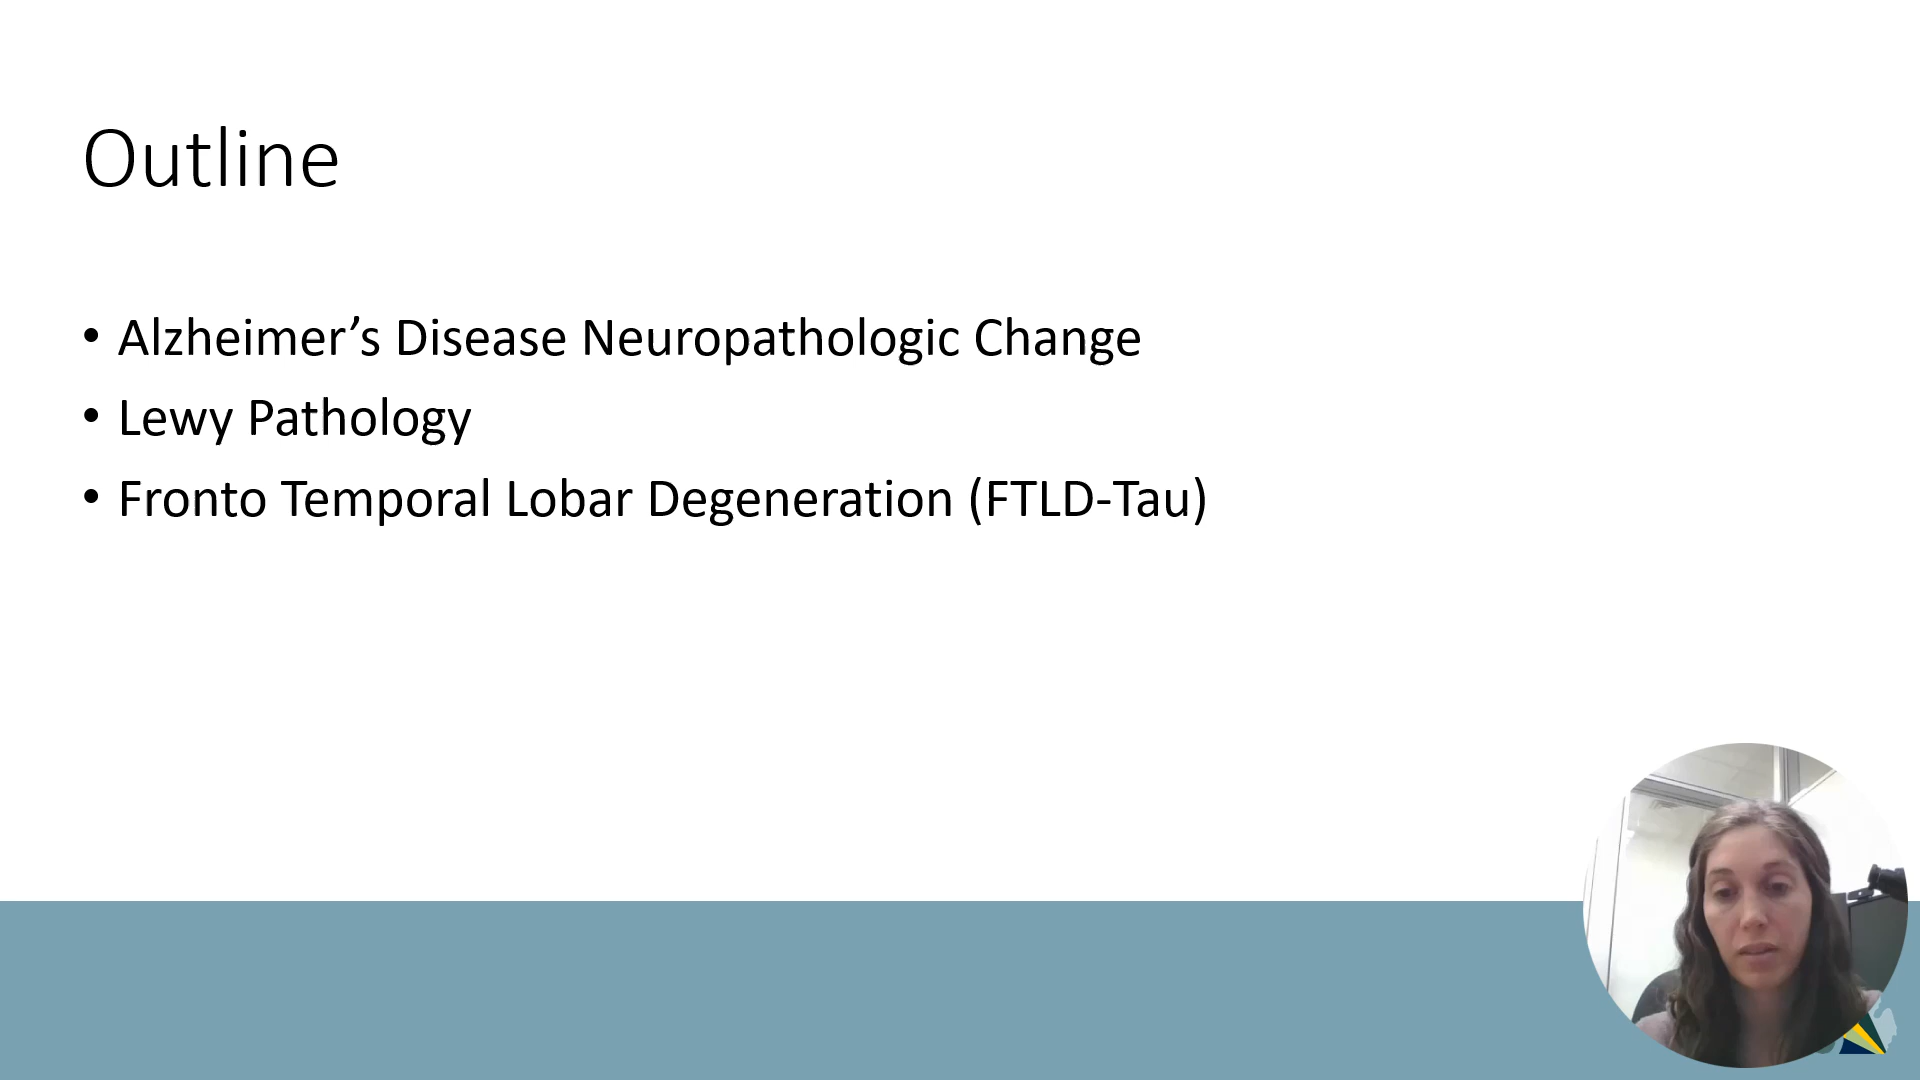 Outline
• Alzheimer’s Disease Neuropathologic Change
• Lewy Pathology
• Fronto Temporal Lobar Degeneration (FTLD-Tau)